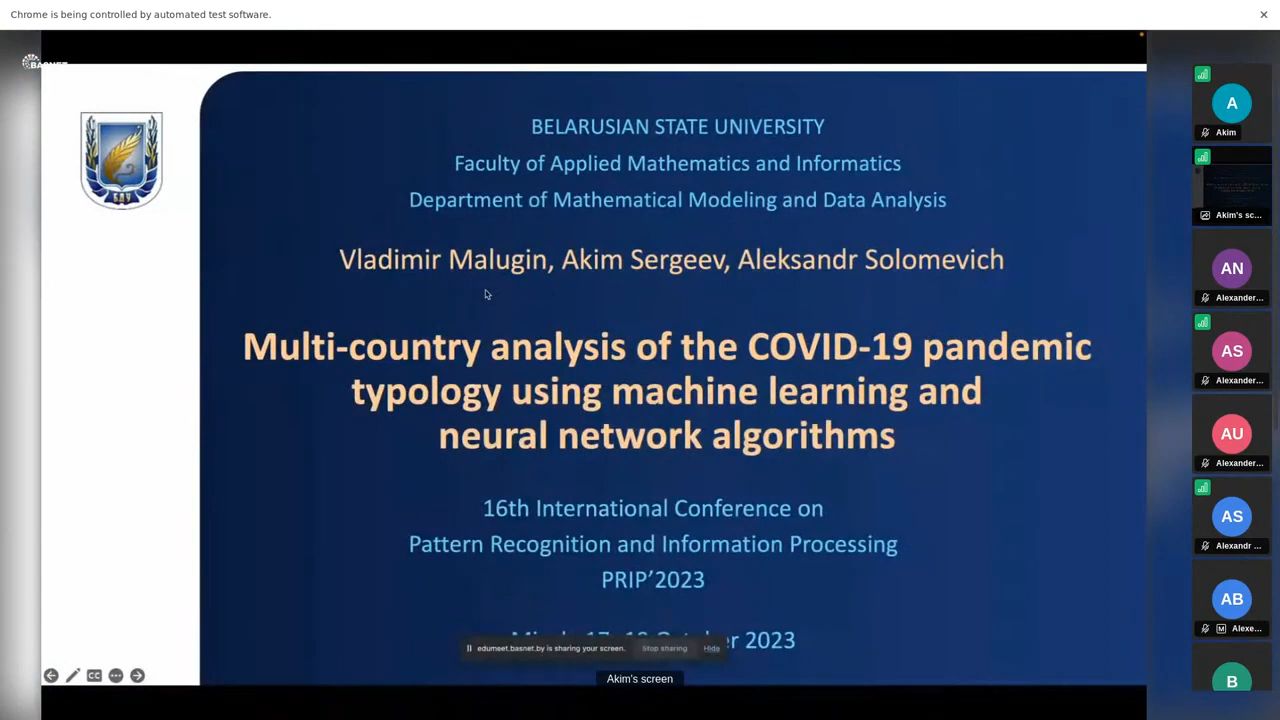 Chrome is being controlled by automated test software.
BASNET
БДУ
BELARUSIAN STATE UNIVERSITY
Faculty of Applied Mathematics and Informatics
Department of Mathematical Modeling and Data Analysis
Vladimir Malugin, Akim Sergeev, Aleksandr Solomevich
Multi-country analysis of the COVID-19 pandemic
typology using machine learning and
neural network algorithms
16th International Conference on
Pattern Recognition and Information Processing
PRIP’2023
2023
edumeet.basnet.by is sharing your screen.
Stop sharing
Hide
CC
Akim's screen
A
Akim
Akim's sc...
AN
Alexander...
AS
Alexander...
AU
Alexander...
AS
Alexandr ...
AB
M
Alexe...
B